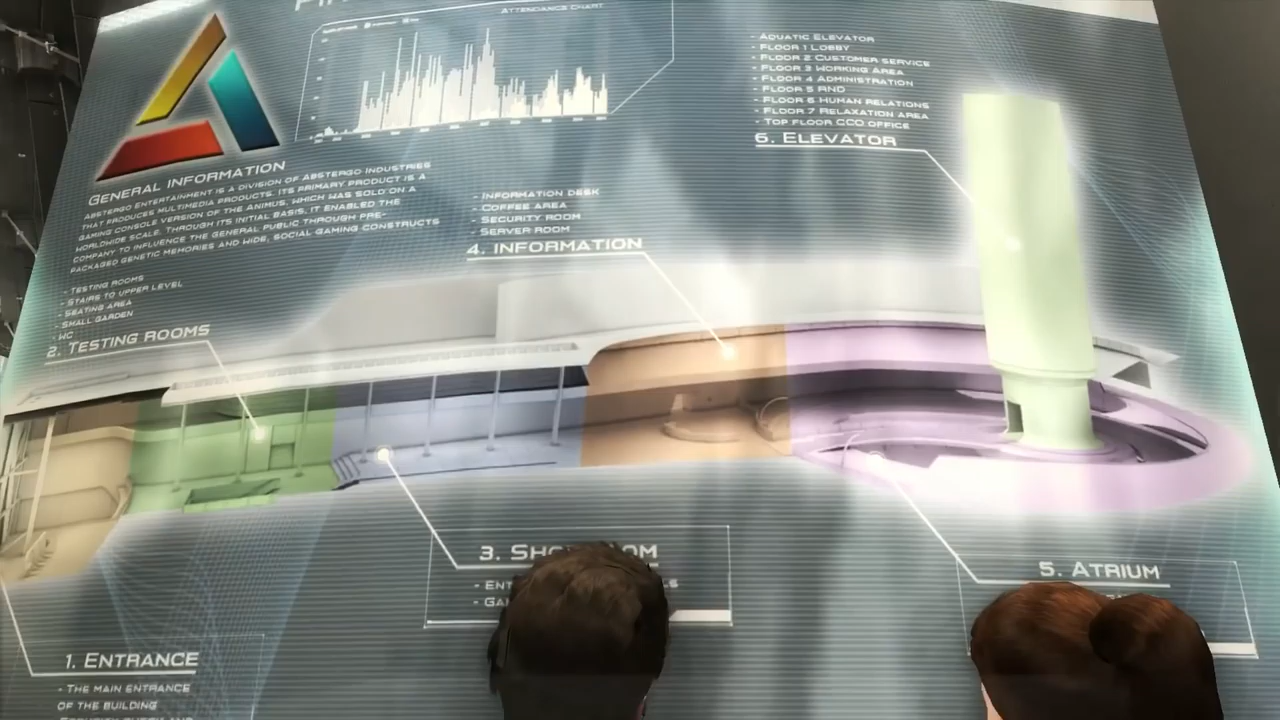 Attendance chart
General Information
Abstergo Entertainment is a division of Abstergo Industries
that produces multimedia products. Its primary product is a
gaming console version of the Animus, which was sold on a
worldwide scale. Through its initial basis, it enabled the
company to influence the general public through pre-
packaged genetic memories and wide, social gaming constructs
- Testing rooms
- Stairs to upper level
- Seating area
- Small garden
- WC
2. Testing rooms
- Information desk
- Coffee area
- Security room
- Server room
4. Information
- Aquatic Elevator
- Floor 1 Lobby
- Floor 2 Customer service
- Floor 3 Working area
- Floor 4 Administration
- Floor 5 RND
- Floor 6 Human relations
- Floor 7 Relaxation area
- Top floor CCO office
6. Elevator
3.
5. Atrium
1. Entrance
- The main entrance
of the building